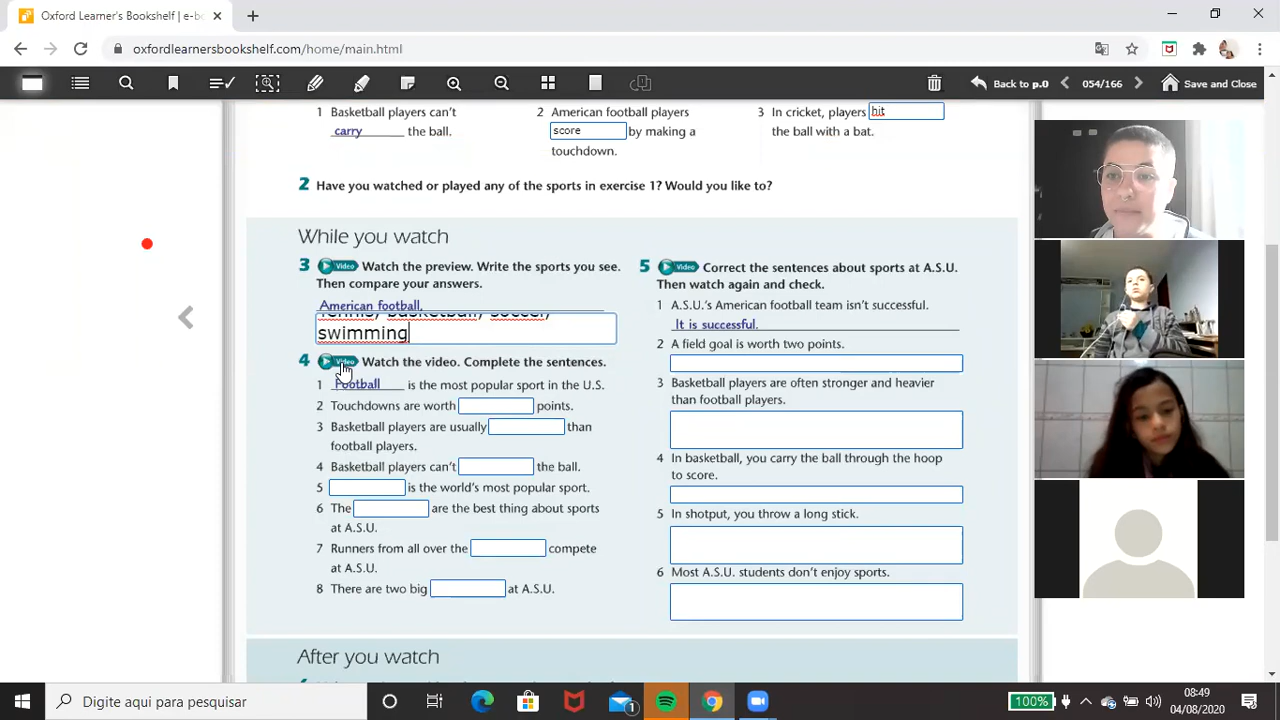 Oxford Learner's Bookshelf | e-bo
oxfordlearnersbookshelf.com/home/main.html
Back to p.0
054/166
Save and Close
1 Basketball players can't
carry the ball.
2 American football players
score by making a
touchdown.
3 In cricket, players hit
the ball with a bat.
2 Have you watched or played any of the sports in exercise 1? Would you like to?
While you watch
3 Video Watch the preview. Write the sports you see.
Then compare your answers.
American football,
Tennis, basketball, soccer,
swimming
4 Video Watch the video. Complete the sentences.
1 Football is the most popular sport in the U.S.
2 Touchdowns are worth points.
3 Basketball players are usually than
football players.
4 Basketball players can't the ball.
5 is the world's most popular sport.
6 The are the best thing about sports
at A.S.U.
7 Runners from all over the compete
at A.S.U.
8 There are two big at A.S.U.
5 Video Correct the sentences about sports at A.S.U.
Then watch again and check.
1 A.S.U.'s American football team isn't successful.
It is successful.
2 A field goal is worth two points.
3 Basketball players are often stronger and heavier
than football players.
4 In basketball, you carry the ball through the hoop
to score.
5 In shotput, you throw a long stick.
6 Most A.S.U. students don't enjoy sports.
After you watch
Digite aqui para pesquisar
1
100%
08:49
04/08/2020